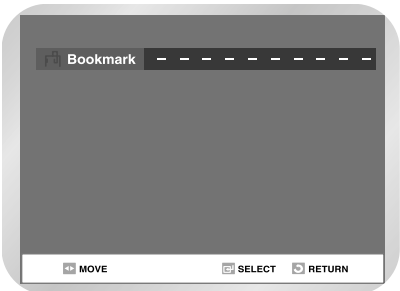 Bookmark – – – – – – – – – –
MOVE SELECT RETURN